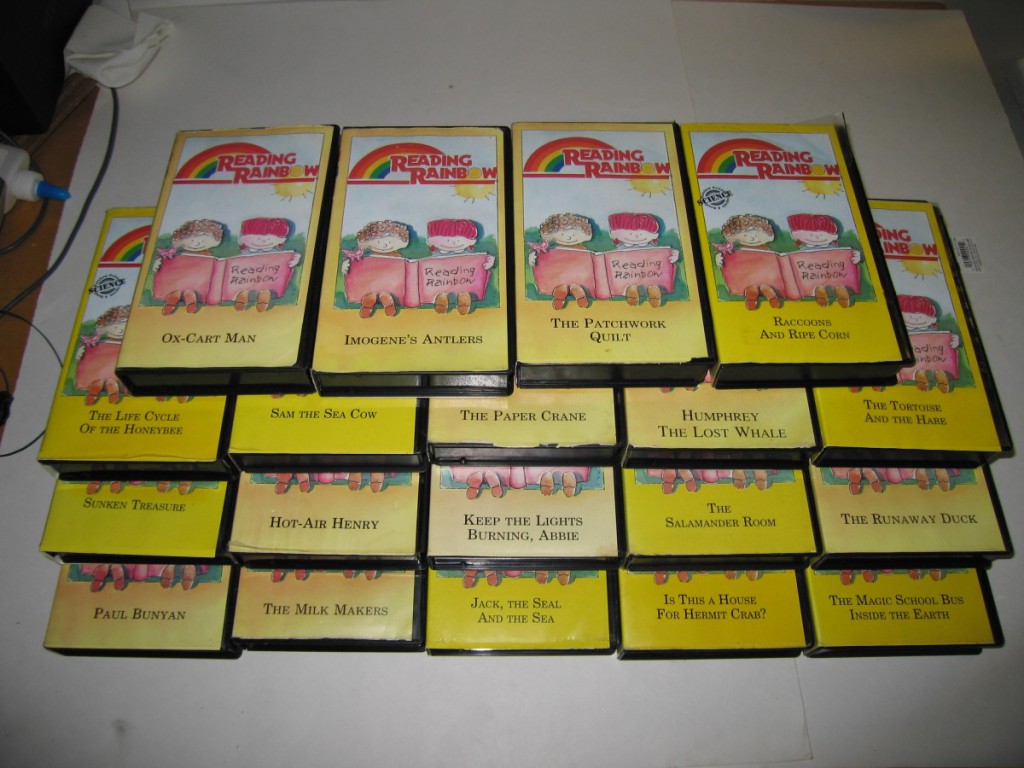 READING
RAINBOW
Reading
Rainbow
OX-CART MAN
READING
RAINBOW
Reading
Rainbow
IMOGENE'S ANTLERS
READING
RAINBOW
Reading
Rainbow
THE PATCHWORK
QUILT
READING
RAINBOW
SCIENCE
Reading
Rainbow
RACCOONS
AND RIPE CORN
SCIENCE
THE LIFE CYCLE
OF THE HONEYBEE
SAM THE SEA COW
THE PAPER CRANE
HUMPHREY
THE LOST WHALE
Reading
THE TORTOISE
AND THE HARE
SUNKEN TREASURE
HOT-AIR HENRY
KEEP THE LIGHTS
BURNING, ABBIE
THE
SALAMANDER ROOM
THE RUNAWAY DUCK
PAUL BUNYAN
THE MILK MAKERS
JACK, THE SEAL
AND THE SEA
IS THIS A HOUSE
FOR HERMIT CRAB?
THE MAGIC SCHOOL BUS
INSIDE THE EARTH